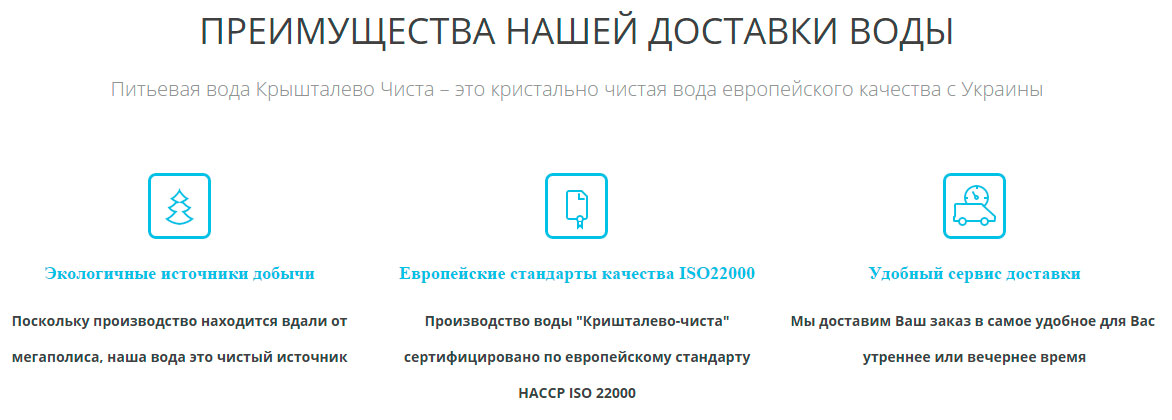 ПРЕИМУЩЕСТВА НАШЕЙ ДОСТАВКИ ВОДЫ
Питьевая вода Крышталево Чиста – это кристально чистая вода европейского качества с Украины
Экологичные источники добычи
Поскольку производство находится вдали от
мегаполиса, наша вода это чистый источник
Европейские стандарты качества ISO22000
Производство воды "Кришталево-чиста"
сертифицировано по европейскому стандарту
HACCP ISO 22000
Удобный сервис доставки
Мы доставим Ваш заказ в самое удобное для Вас
утреннее или вечернее время